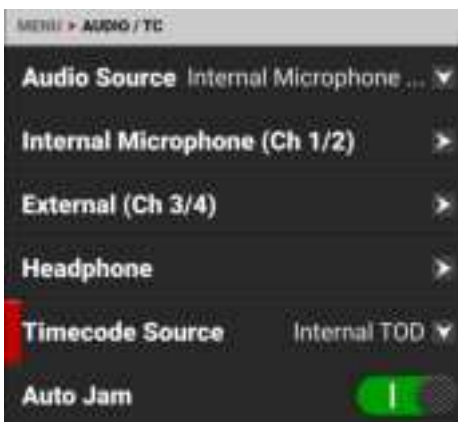 MENU > AUDIO / TC
Audio Source Internal Microphone ...
Internal Microphone (Ch 1/2)
External (Ch 3/4)
Headphone
Timecode Source Internal TOD
Auto Jam